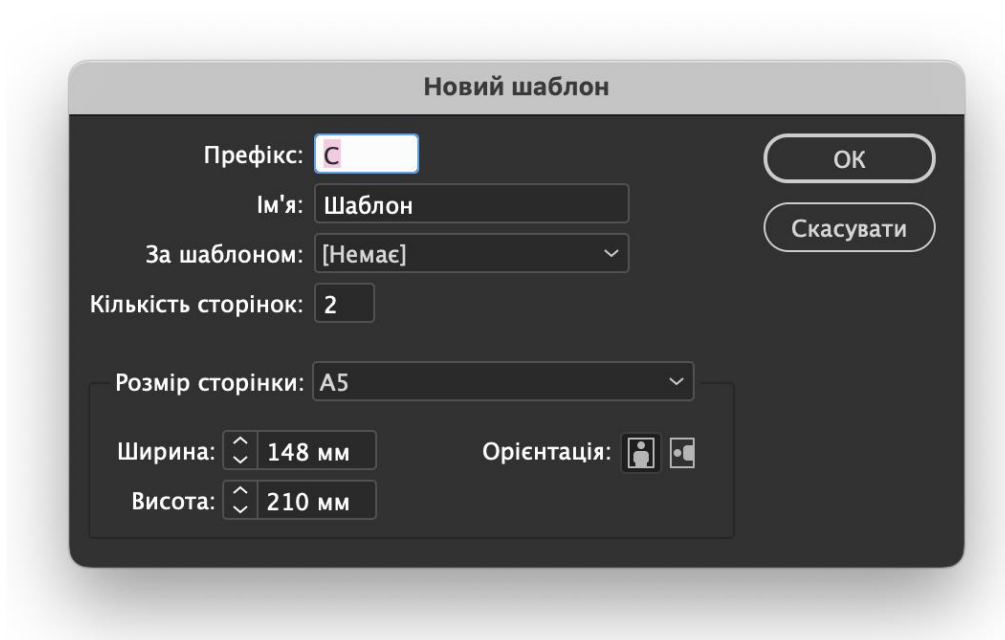 Новий шаблон
Префікс: C
ОК
Ім'я: Шаблон
Скасувати
За шаблоном: [Немає]
Кількість сторінок: 2
Розмір сторінки: A5
Ширина: 148 мм
Орієнтація:
Висота: 210 мм